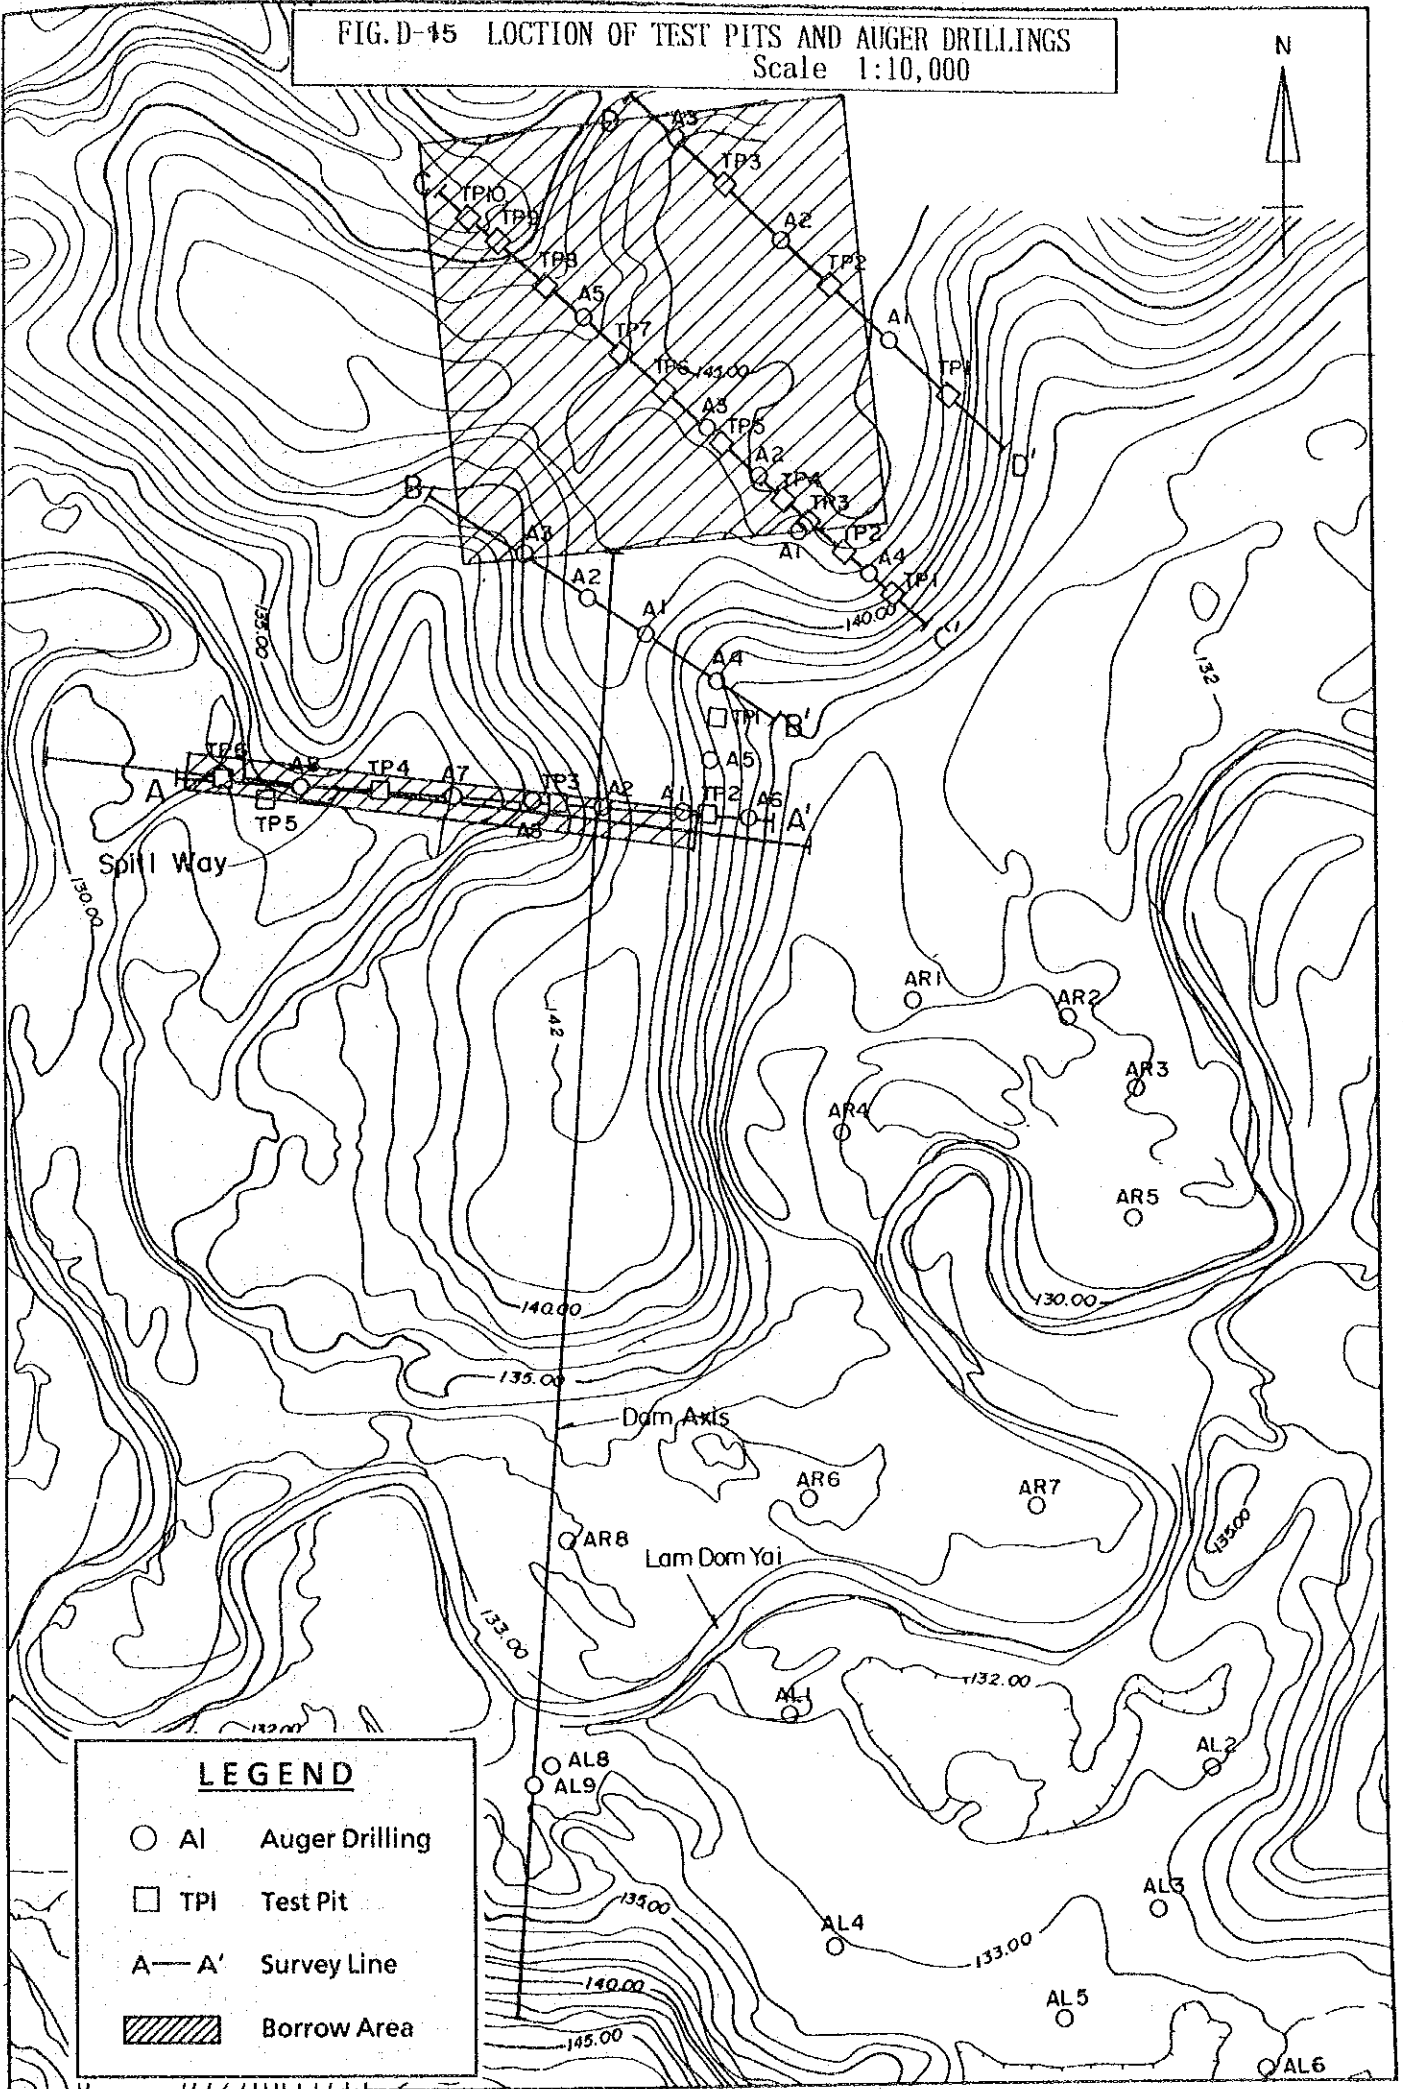 FIG. D-45 LOCTION OF TEST PITS AND AUGER DRILLINGS
Scale 1:10,000
N
D
A3
TP3
C
TP10
TP9
A2
TP8
TP2
A5
A1
TP7
TP6
145.00
TP1
A3
TP5
D'
A2
TP4
B
TP3
A3
A1
TP2
A4
A2
TP1
135.00
A1
140.00
C'
A4
132
TP1
B'
A5
TP6
A8
TP4
A7
TP3
A2
A1
TP2
A6
A
A'
TP5
Spill Way
130.00
AR1
AR2
142
AR3
AR4
AR5
140.00
130.00
135.00
Dam Axis
AR6
AR7
135.00
AR8
Lam Dom Yai
133.00
132.00
AL1
132.00
AL2
AL8
AL9
LEGEND
A1 Auger Drilling
TP1 Test Pit
A — A' Survey Line
Borrow Area
135.00
AL3
AL4
133.00
140.00
AL5
145.00
AL6